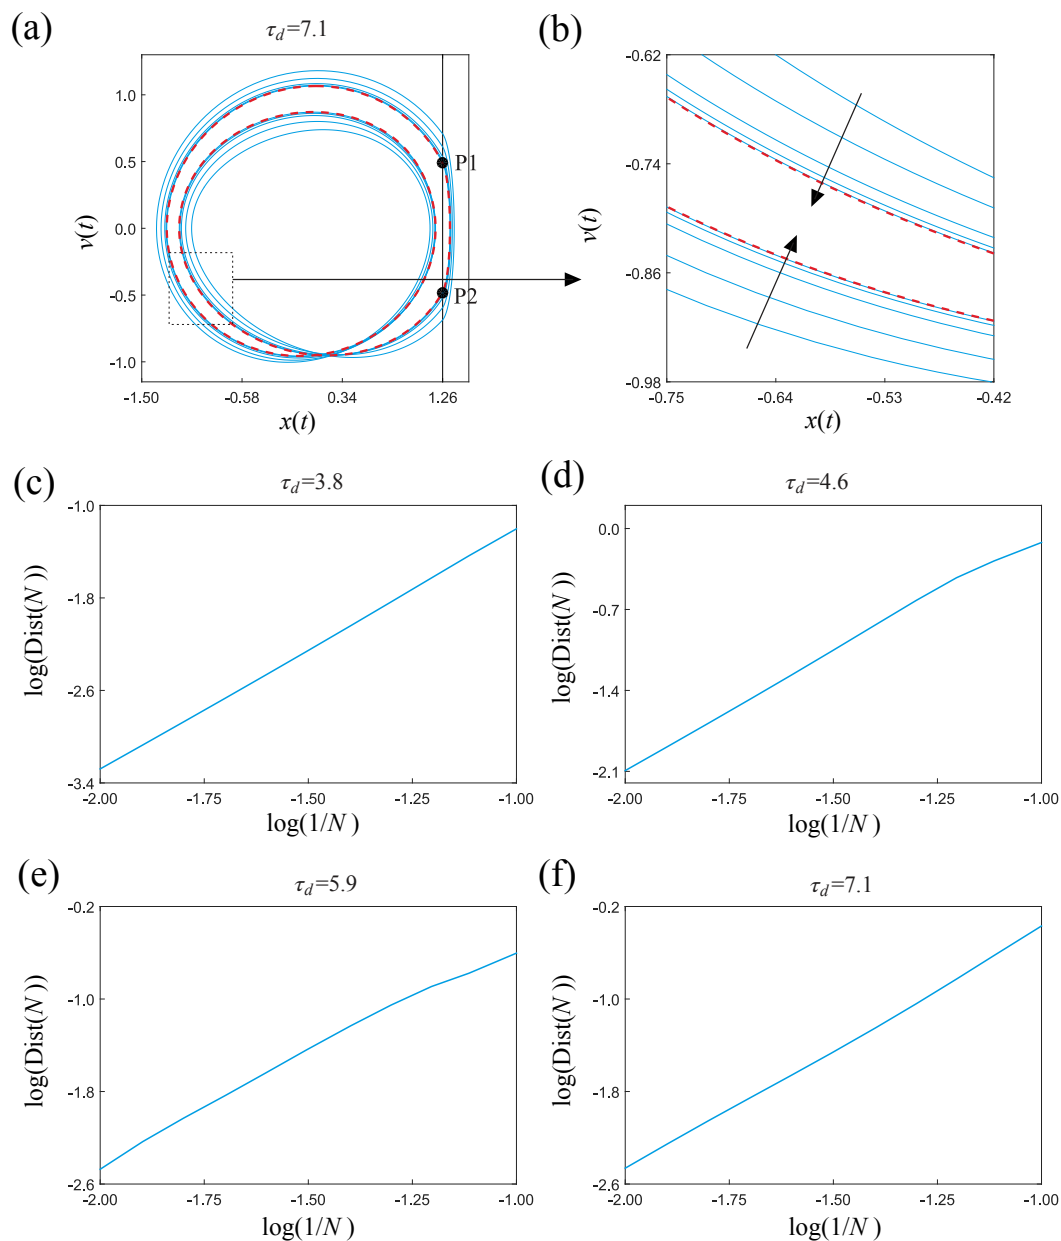 (a)
τd=7.1
v(t)
1.0
0.5
0.0
-0.5
-1.0
P1
P2
-1.50 -0.58 0.34 1.26
x(t)
(b)
v(t)
-0.62
-0.74
-0.86
-0.98
-0.75 -0.64 -0.53 -0.42
x(t)
(c)
τd=3.8
log(Dist(N))
-1.0
-1.8
-2.6
-3.4
-2.00 -1.75 -1.50 -1.25 -1.00
log(1/N )
(d)
τd=4.6
log(Dist(N))
0.0
-0.7
-1.4
-2.1
-2.00 -1.75 -1.50 -1.25 -1.00
log(1/N )
(e)
τd=5.9
log(Dist(N))
-0.2
-1.0
-1.8
-2.6
-2.00 -1.75 -1.50 -1.25 -1.00
log(1/N )
(f)
τd=7.1
log(Dist(N))
-0.2
-1.0
-1.8
-2.6
-2.00 -1.75 -1.50 -1.25 -1.00
log(1/N )